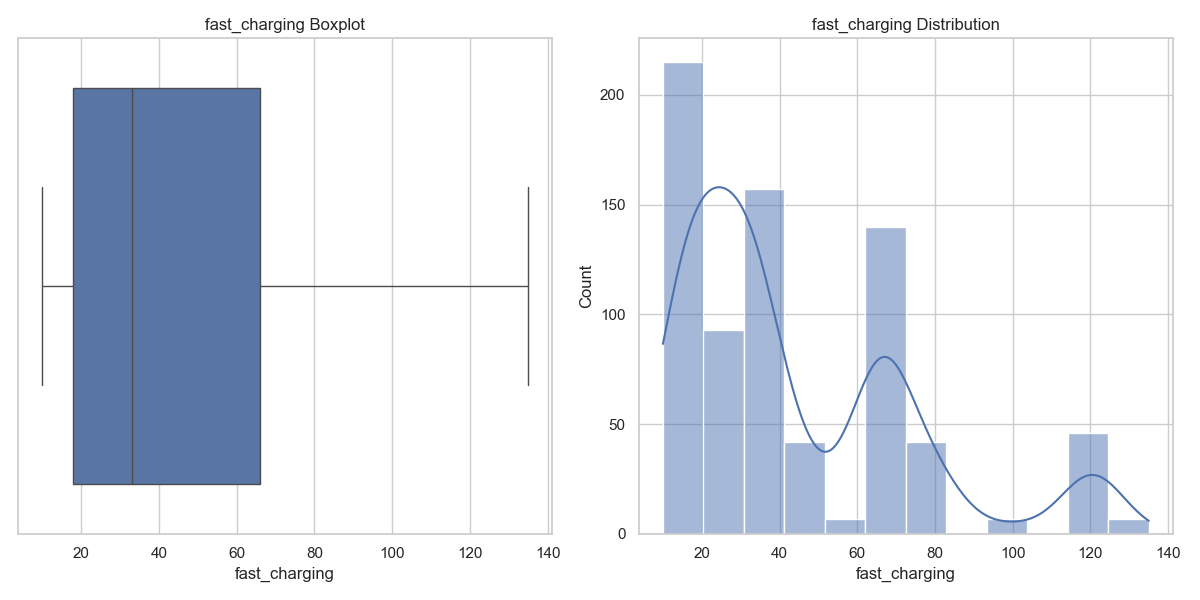 fast_charging Boxplot
20 40 60 80 100 120 140
fast_charging
fast_charging Distribution
200
150
100
50
0
Count
20 40 60 80 100 120 140
fast_charging